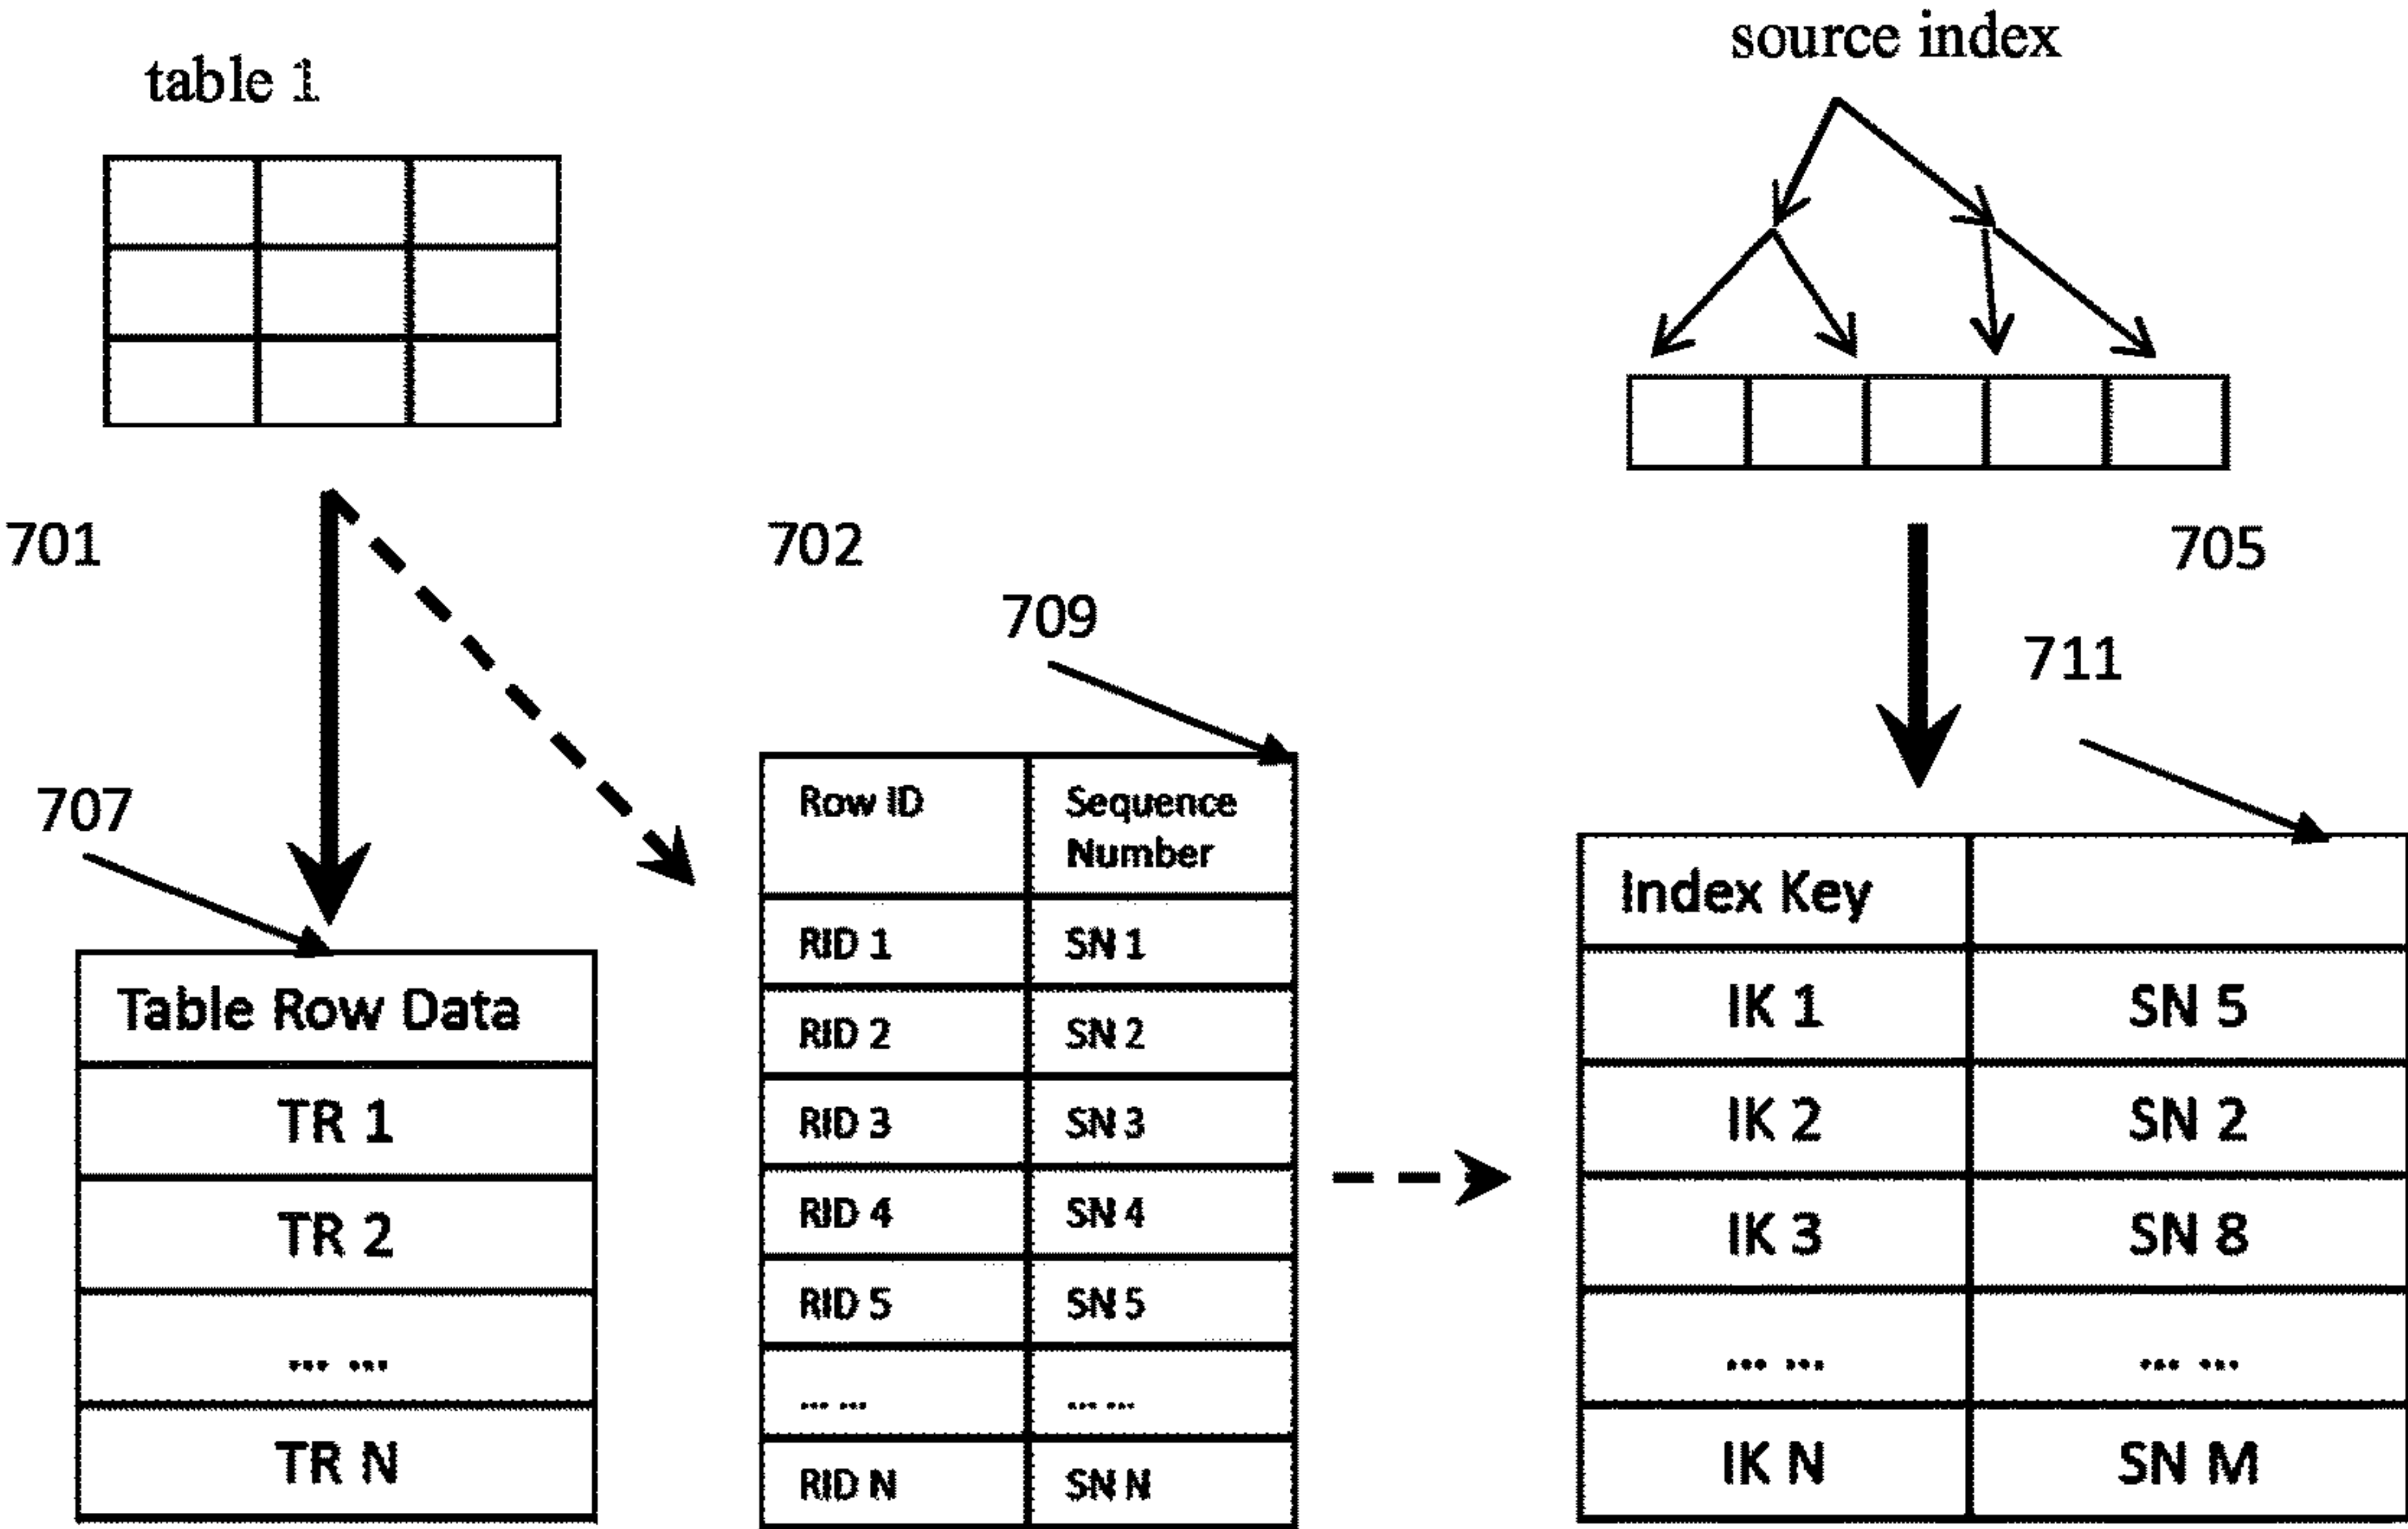 table 1
source index
701
702
705
709
711
707
Table Row Data
TR 1
TR 2
... ...
TR N
Row ID Sequence
Number
RID 1 SN 1
RID 2 SN 2
RID 3 SN 3
RID 4 SN 4
RID 5 SN 5
... ... ... ...
RID N SN N
Index Key
IK 1 SN 5
IK 2 SN 2
IK 3 SN 8
... ... ... ...
IK N SN M